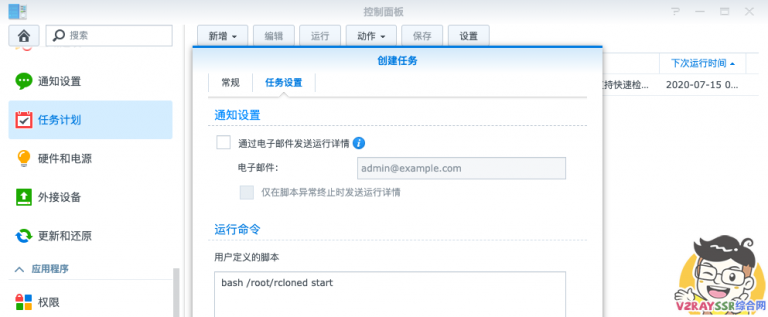 控制面板
搜索
新增 编辑 运行 动作 保存 设置
创建任务
下次运行时间
常规 任务设置
支持快速检... 2020-07-15 0...
通知设置
通知设置
通过电子邮件发送运行详情
任务计划
电子邮件: admin@example.com
硬件和电源
仅在脚本异常终止时发送运行详情
外接设备
更新和还原
运行命令
用户定义的脚本
应用程序
bash /root/rcloned start
权限
V2RAYSSR综合网